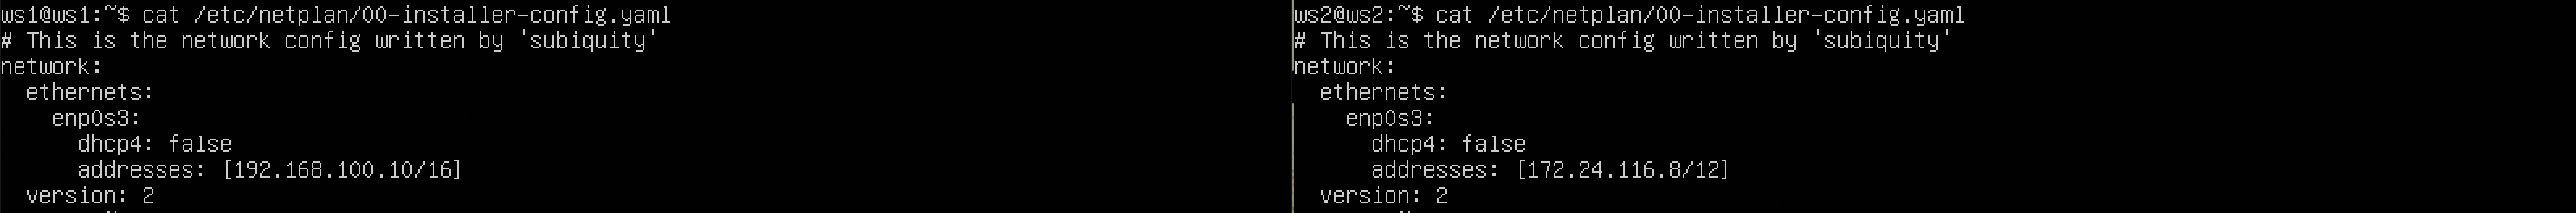 ws1@ws1:~$ cat /etc/netplan/00-installer-config.yaml
# This is the network config written by 'subiquity'
network:
  ethernets:
    enp0s3:
      dhcp4: false
      addresses: [192.168.100.10/16]
  version: 2
ws2@ws2:~$ cat /etc/netplan/00-installer-config.yaml
# This is the network config written by 'subiquity'
network:
  ethernets:
    enp0s3:
      dhcp4: false
      addresses: [172.24.116.8/12]
  version: 2